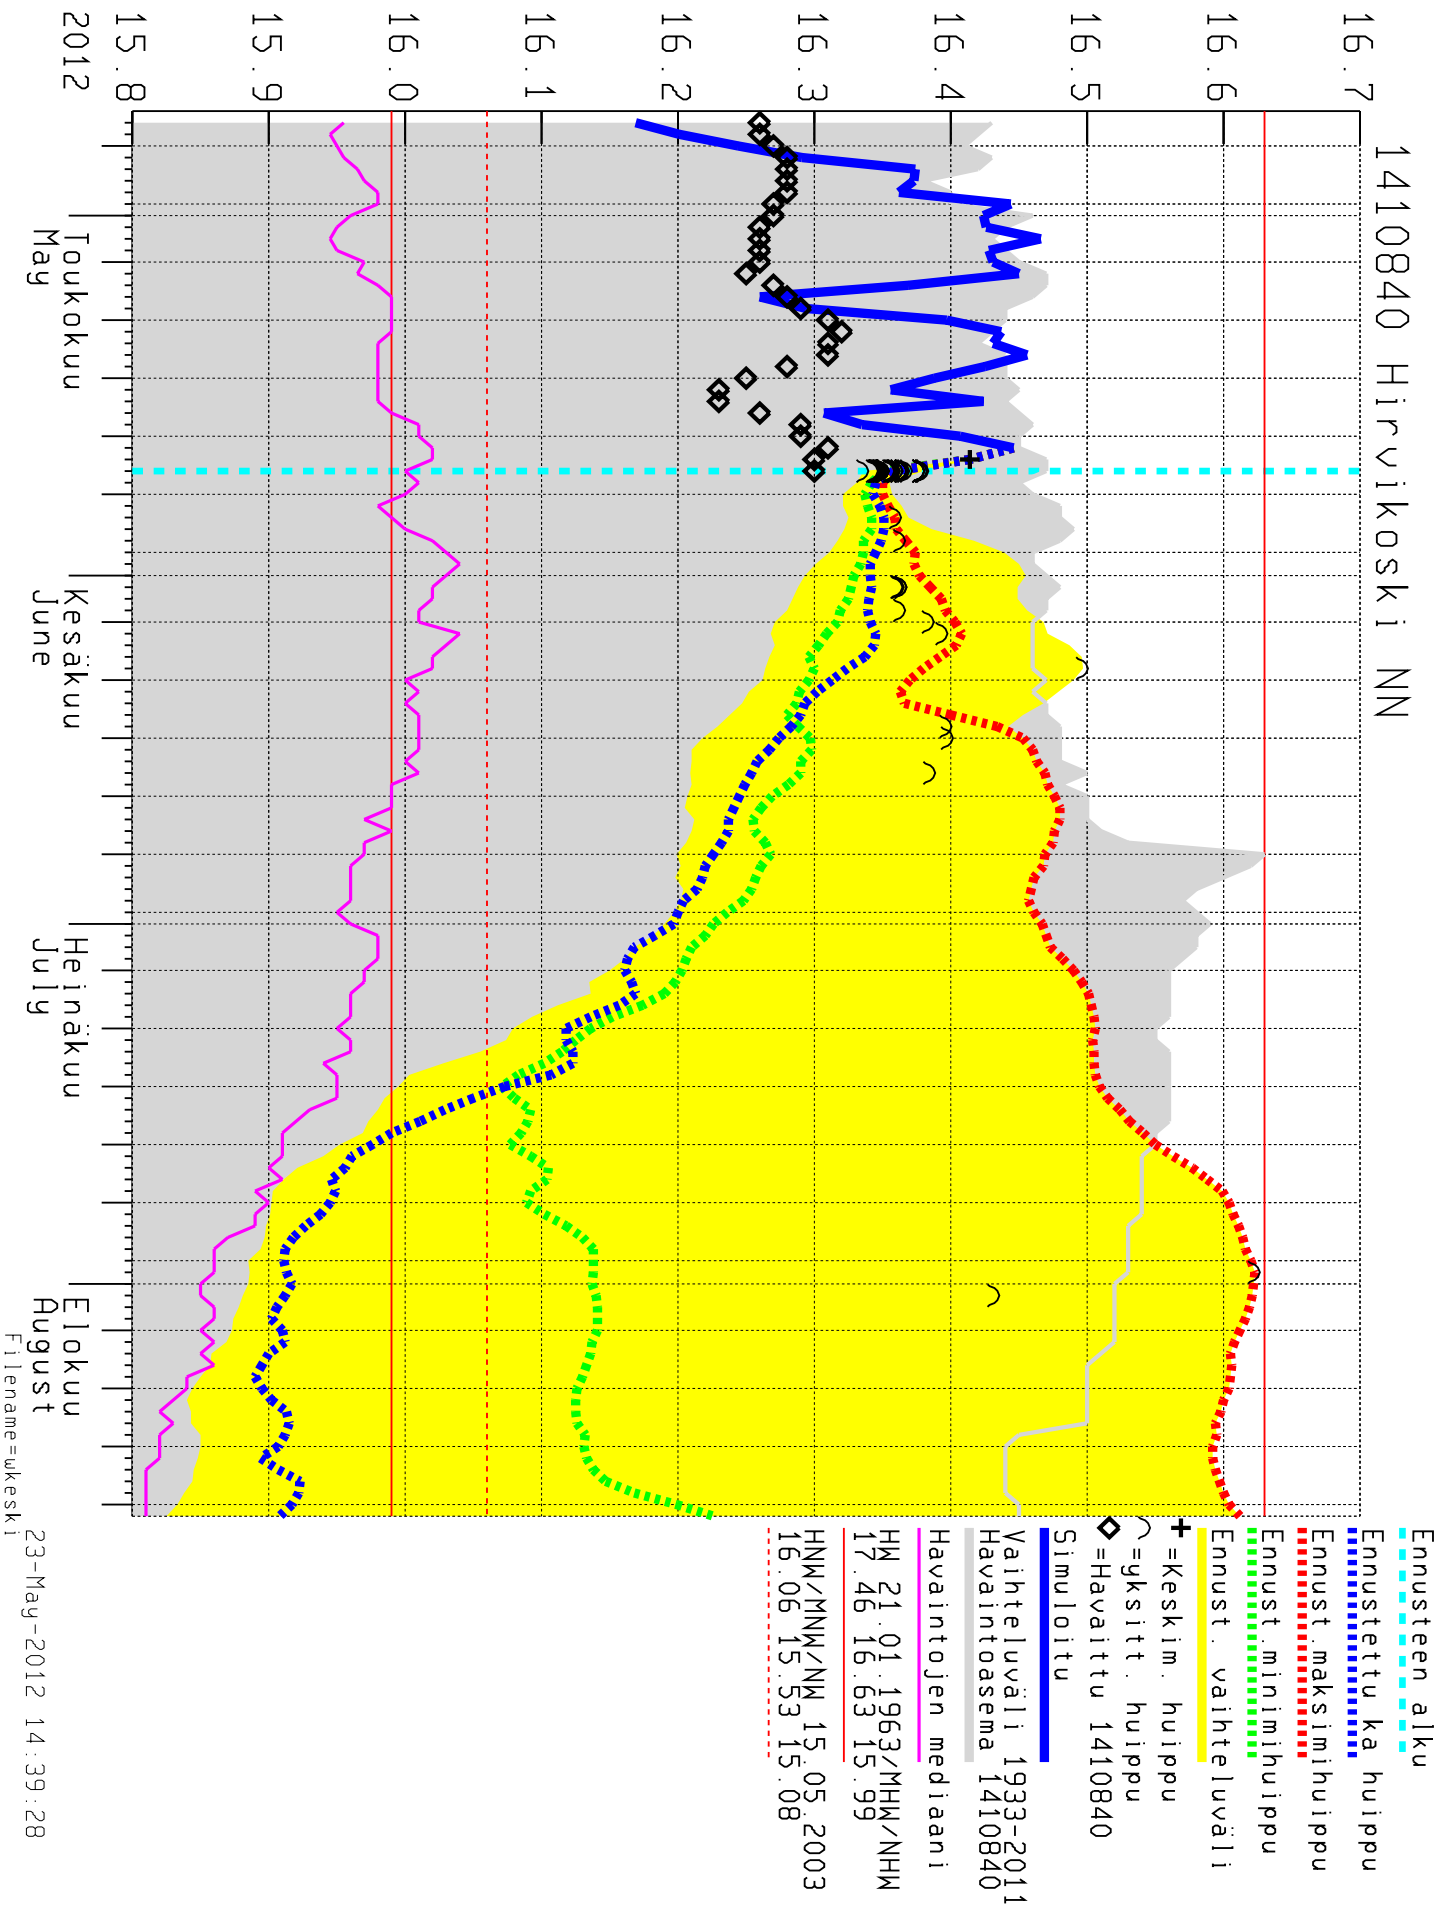 1410840 Hirvikoski NN
16.7
16.6
16.5
16.4
16.3
16.2
16.1
16.0
15.9
15.8
2012
Toukokuu
May
Kesäkuu
June
Heinäkuu
July
Elokuu
August
Ennusteen alku
Ennustettu ka huippu
Ennust.maksimihuippu
Ennust.minimihuippu
Ennust. vaihteluväli
=Keskim. huippu
=yksitt. huippu
=Havaittu 1410840
Simuloitu
Vaihteluväli 1933-2011
Havaintoasema 1410840
Havaintojen mediaani
HW 21.01.1963/MHW/NHW
17.46 16.63 15.99
HNW/MNW/NW 15.05.2003
16.06 15.53 15.08
23-May-2012 14:39:28
Filename=wkeski